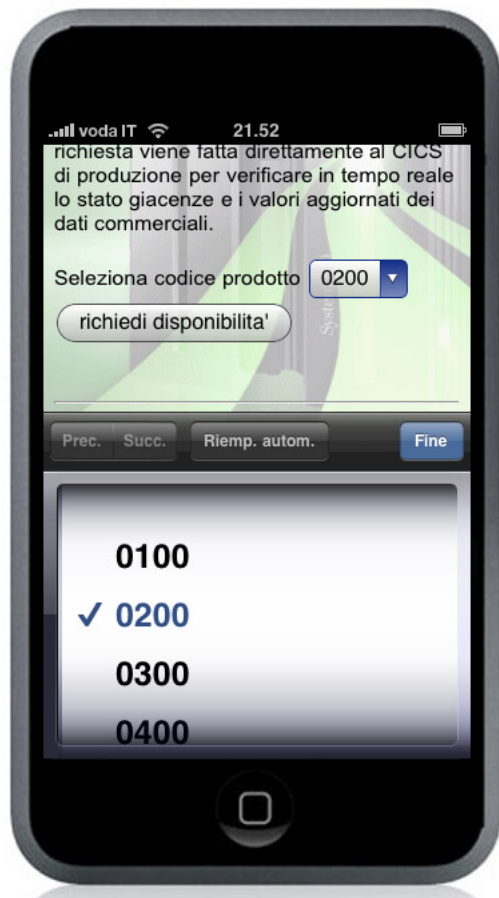 voda IT 21.52
richiesta viene fatta direttamente al CICS
di produzione per verificare in tempo reale
lo stato giacenze e i valori aggiornati dei
dati commerciali.
Seleziona codice prodotto 0200
richiedi disponibilita'
Prec. Succ. Riemp. autom. Fine
0100
✓ 0200
0300
0400